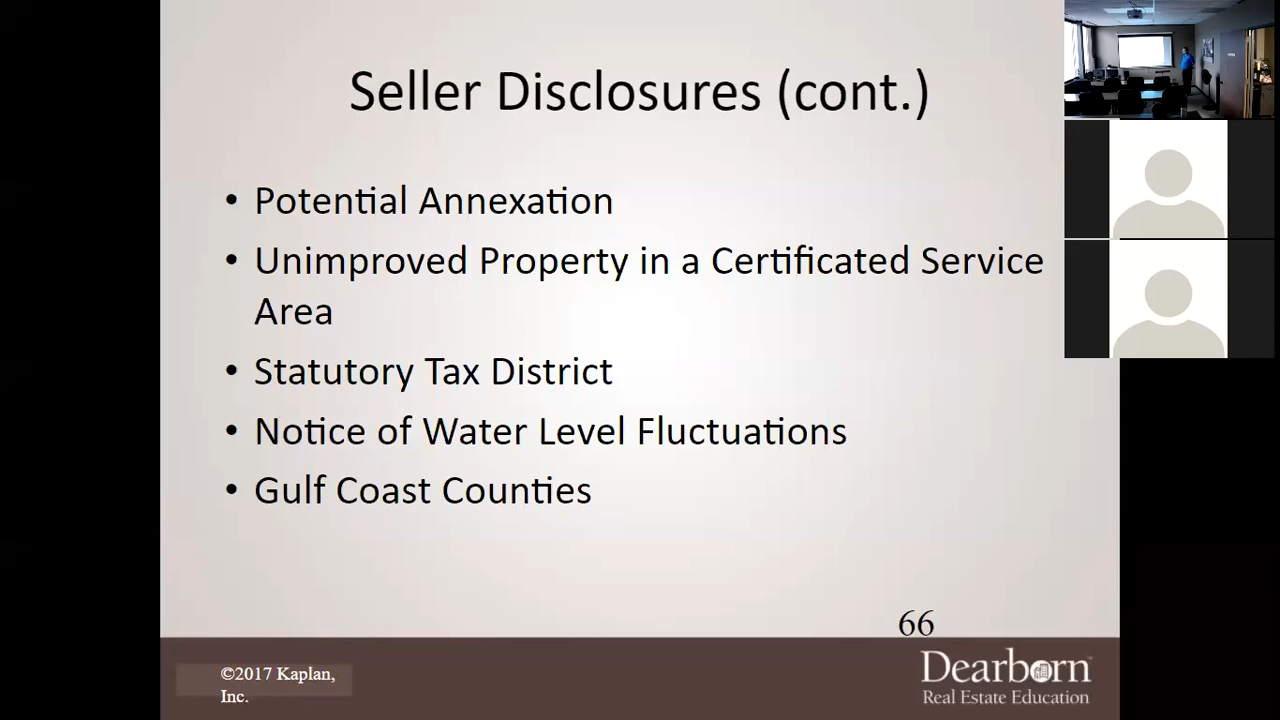 Seller Disclosures (cont.)
• Potential Annexation
• Unimproved Property in a Certificated Service
Area
• Statutory Tax District
• Notice of Water Level Fluctuations
• Gulf Coast Counties
66
©2017 Kaplan,
Inc.
Dearborn
Real Estate Education